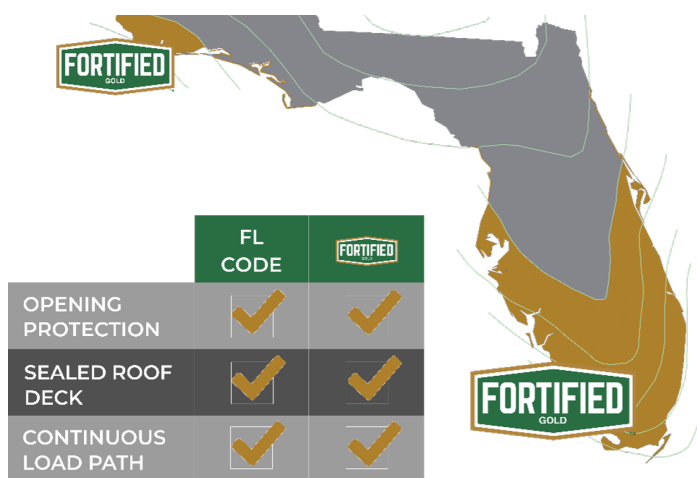 FORTIFIED
GOLD
FL
CODE
FORTIFIED
GOLD
OPENING
PROTECTION
SEALED ROOF
DECK
CONTINUOUS
LOAD PATH
FORTIFIED
GOLD